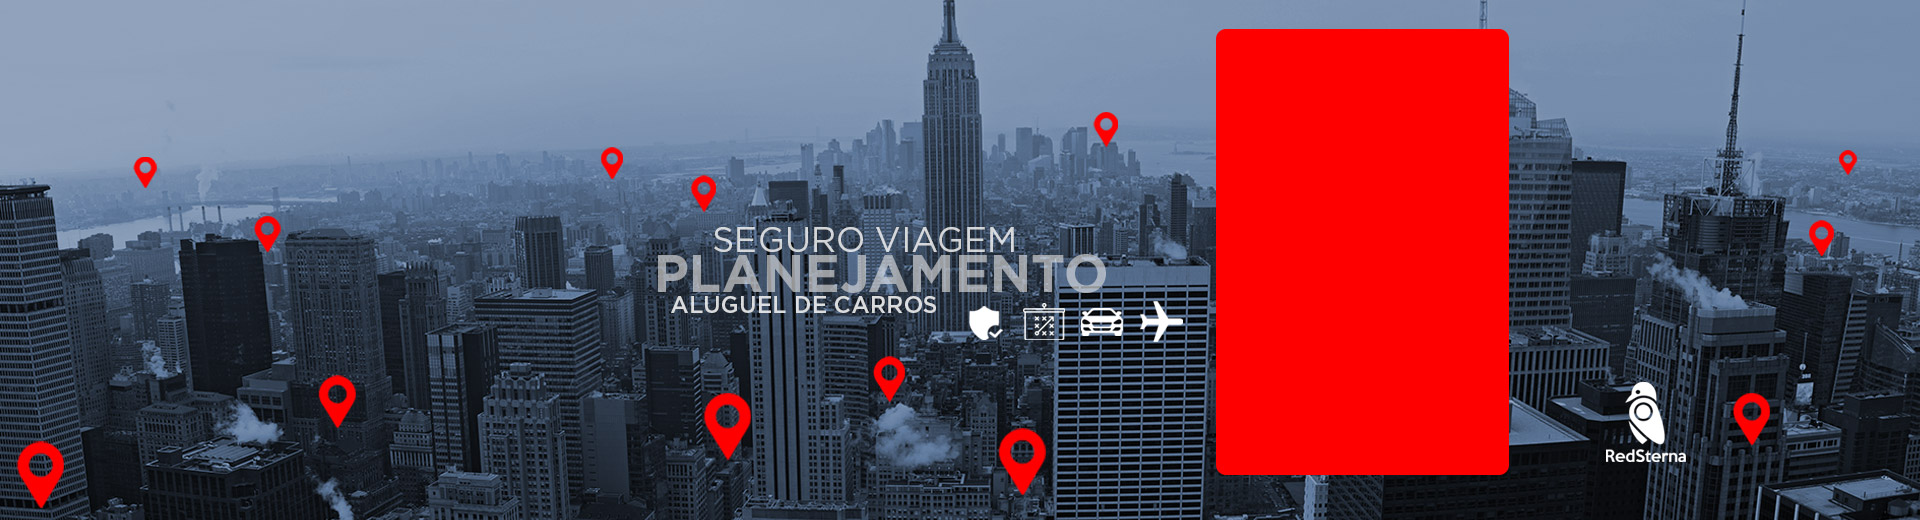 SEGURO VIAGEM
PLANEJAMENTO
ALUGUEL DE CARROS
RedSterna